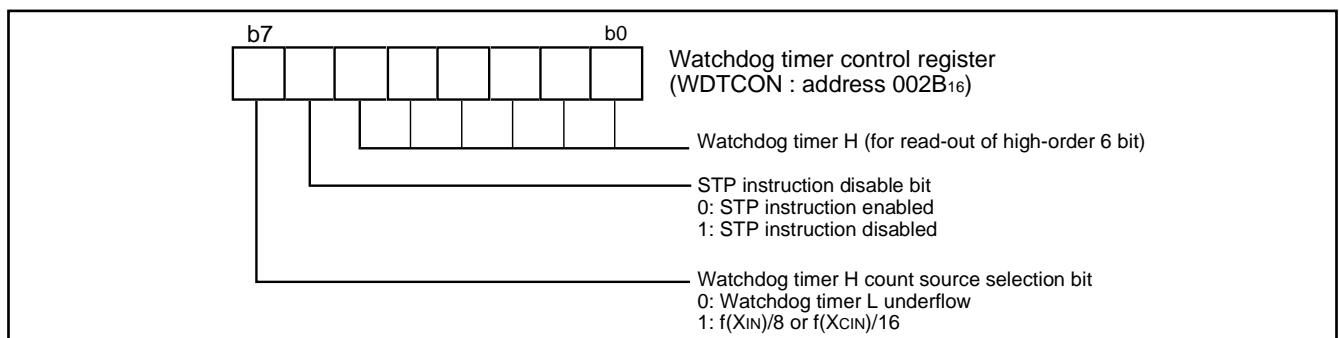 b7 b0
Watchdog timer control register
(WDTCON : address 002B16)
Watchdog timer H (for read-out of high-order 6 bit)
STP instruction disable bit
0: STP instruction enabled
1: STP instruction disabled
Watchdog timer H count source selection bit
0: Watchdog timer L underflow
1: f(XIN)/8 or f(XCIN)/16